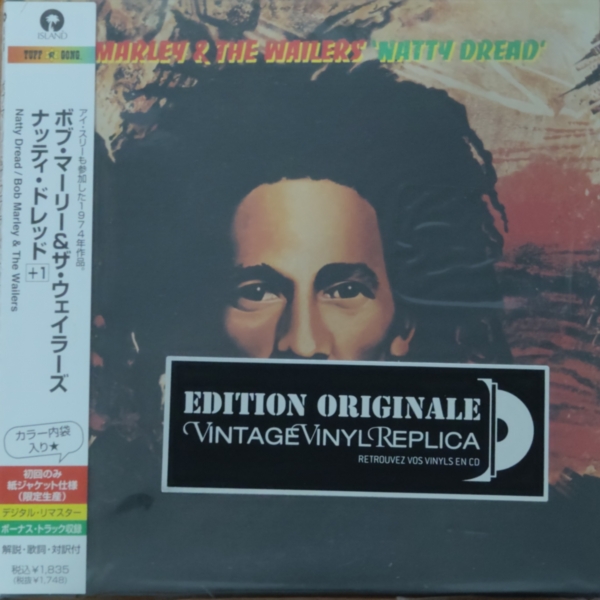 ISLAND
TUFF GONG
MARLEY & THE WAILERS 'NATTY DREAD'
アイ・スリーも参加した1974年作品。
ボブ・マーリー&ザ・ウェイラーズ
ナッティ・ドレッド +1
Natty Dread / Bob Marley & The Wailers
カラー内袋
入り★
初回のみ
紙ジャケット仕様
(限定生産)
デジタル・リマスター
ボーナス・トラック収録
解説・歌詞・対訳付
税込¥1,835
(税抜¥1,748)
EDITION ORIGINALE
VINTAGE VINYL REPLICA
RETROUVEZ VOS VINYLS EN CD